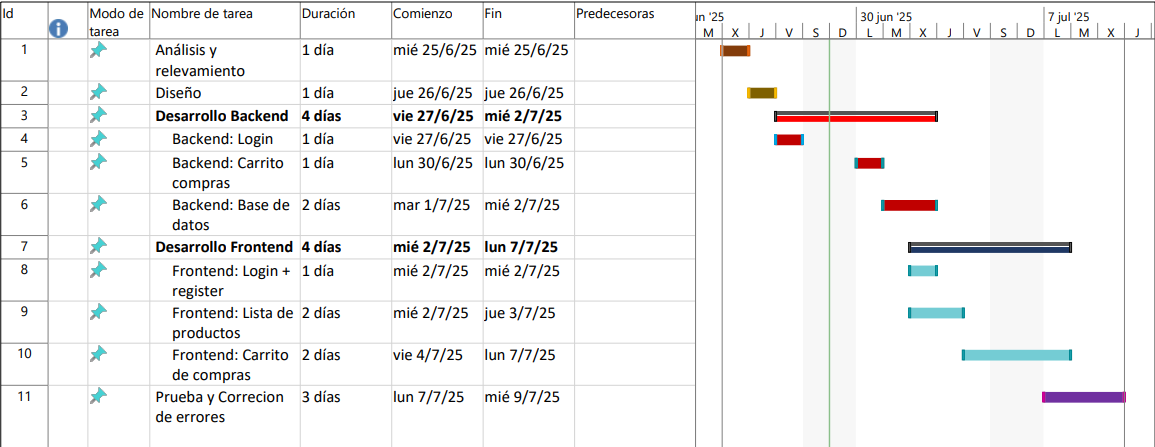 Id Modo de tarea Nombre de tarea Duración Comienzo Fin Predecesoras
un '25 30 jun '25 7 jul '25
M X J V S D L M X J V S D L M X J
1 Análisis y relevamiento 1 día mié 25/6/25 mié 25/6/25
2 Diseño 1 día jue 26/6/25 jue 26/6/25
3 Desarrollo Backend 4 días vie 27/6/25 mié 2/7/25
4 Backend: Login 1 día vie 27/6/25 vie 27/6/25
5 Backend: Carrito compras 1 día lun 30/6/25 lun 30/6/25
6 Backend: Base de datos 2 días mar 1/7/25 mié 2/7/25
7 Desarrollo Frontend 4 días mié 2/7/25 lun 7/7/25
8 Frontend: Login + register 1 día mié 2/7/25 mié 2/7/25
9 Frontend: Lista de productos 2 días mié 2/7/25 jue 3/7/25
10 Frontend: Carrito de compras 2 días vie 4/7/25 lun 7/7/25
11 Prueba y Correcion de errores 3 días lun 7/7/25 mié 9/7/25